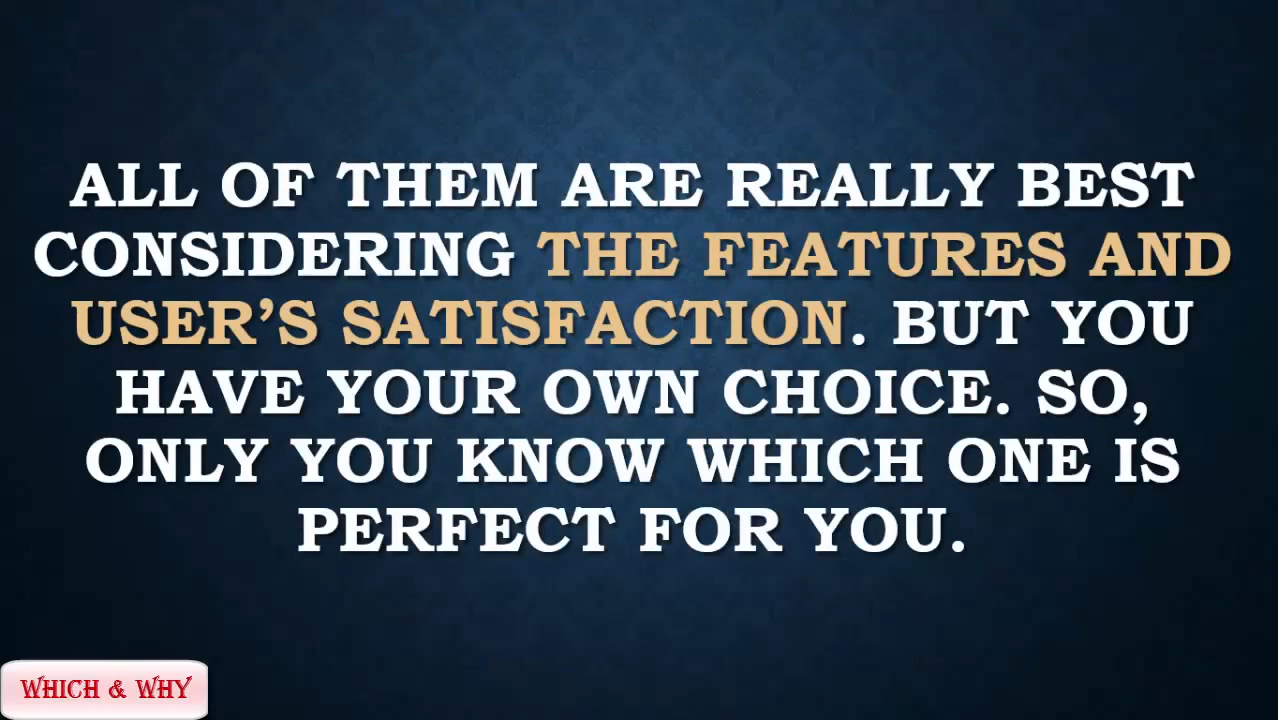 ALL OF THEM ARE REALLY BEST
CONSIDERING THE FEATURES AND
USER’S SATISFACTION. BUT YOU
HAVE YOUR OWN CHOICE. SO,
ONLY YOU KNOW WHICH ONE IS
PERFECT FOR YOU.
WHICH & WHY